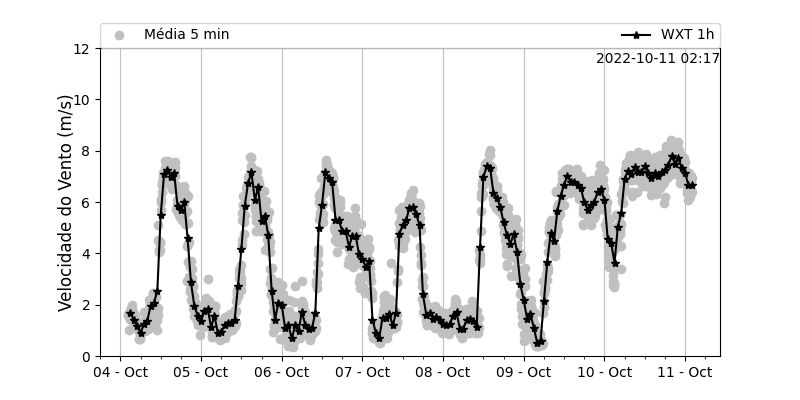 Média 5 min
WXT 1h
2022-10-11 02:17
Velocidade do Vento (m/s)
12
10
8
6
4
2
0
04 - Oct
05 - Oct
06 - Oct
07 - Oct
08 - Oct
09 - Oct
10 - Oct
11 - Oct